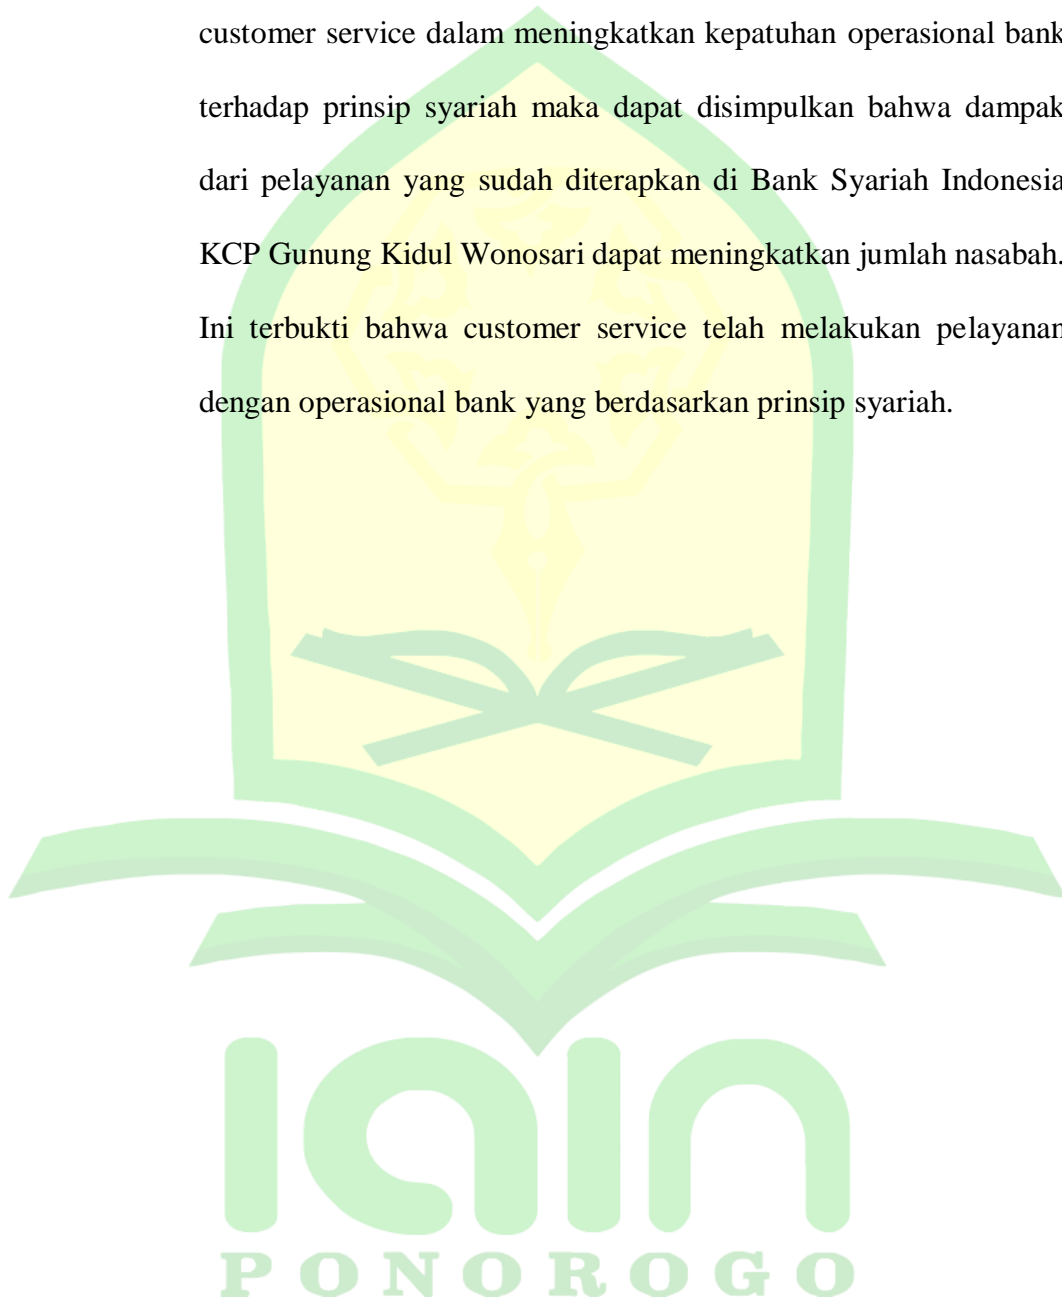 customer service dalam meningkatkan kepatuhan operasional bank
terhadap prinsip syariah maka dapat disimpulkan bahwa dampak
dari pelayanan yang sudah diterapkan di Bank Syariah Indonesia
KCP Gunung Kidul Wonosari dapat meningkatkan jumlah nasabah.
Ini terbukti bahwa customer service telah melakukan pelayanan
dengan operasional bank yang berdasarkan prinsip syariah.
iain
PONOROGO